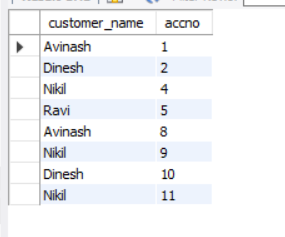 customer_name accno
Avinash 1
Dinesh 2
Nikil 4
Ravi 5
Avinash 8
Nikil 9
Dinesh 10
Nikil 11